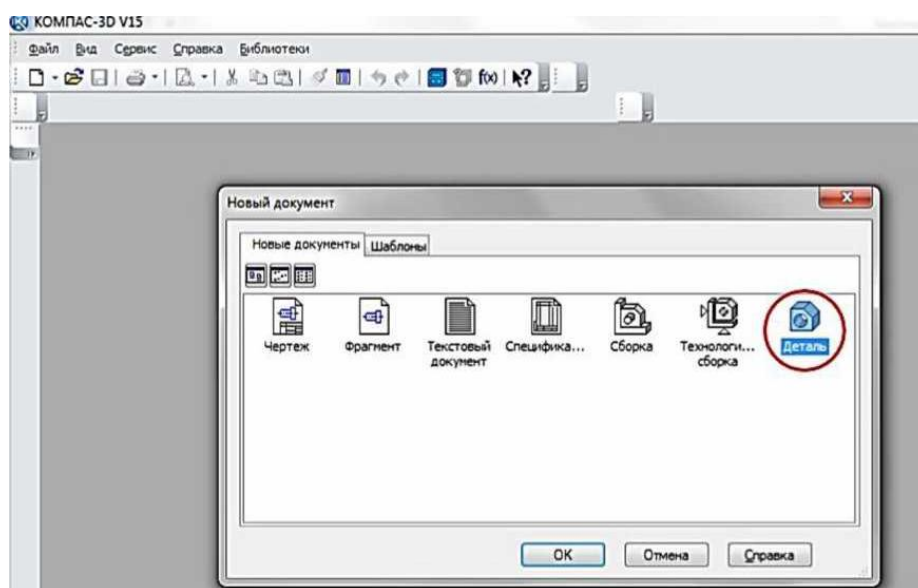 КОМПАС-3D V15
Файл Вид Сервис Справка Библиотеки
f(x)
Новый документ
Новые документы Шаблоны
Чертеж Фрагмент Текстовый документ Специфика... Сборка Технологи... сборка Деталь
OK Отмена Справка